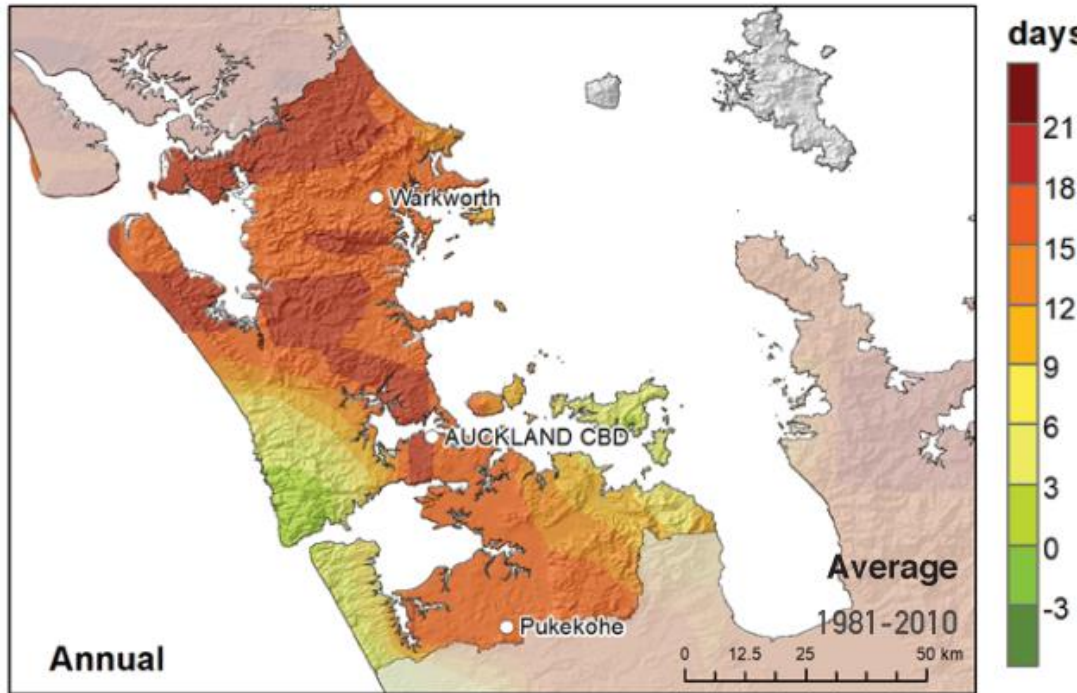 days
21
18
15
12
9
6
3
0
-3
Warkworth
AUCKLAND CBD
Pukekohe
Average
1981-2010
0 12.5 25 50 km
Annual